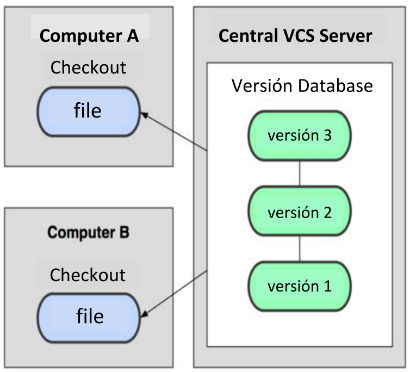 Computer A
Checkout
file
Computer B
Checkout
file
Central VCS Server
Versión Database
versión 3
versión 2
versión 1